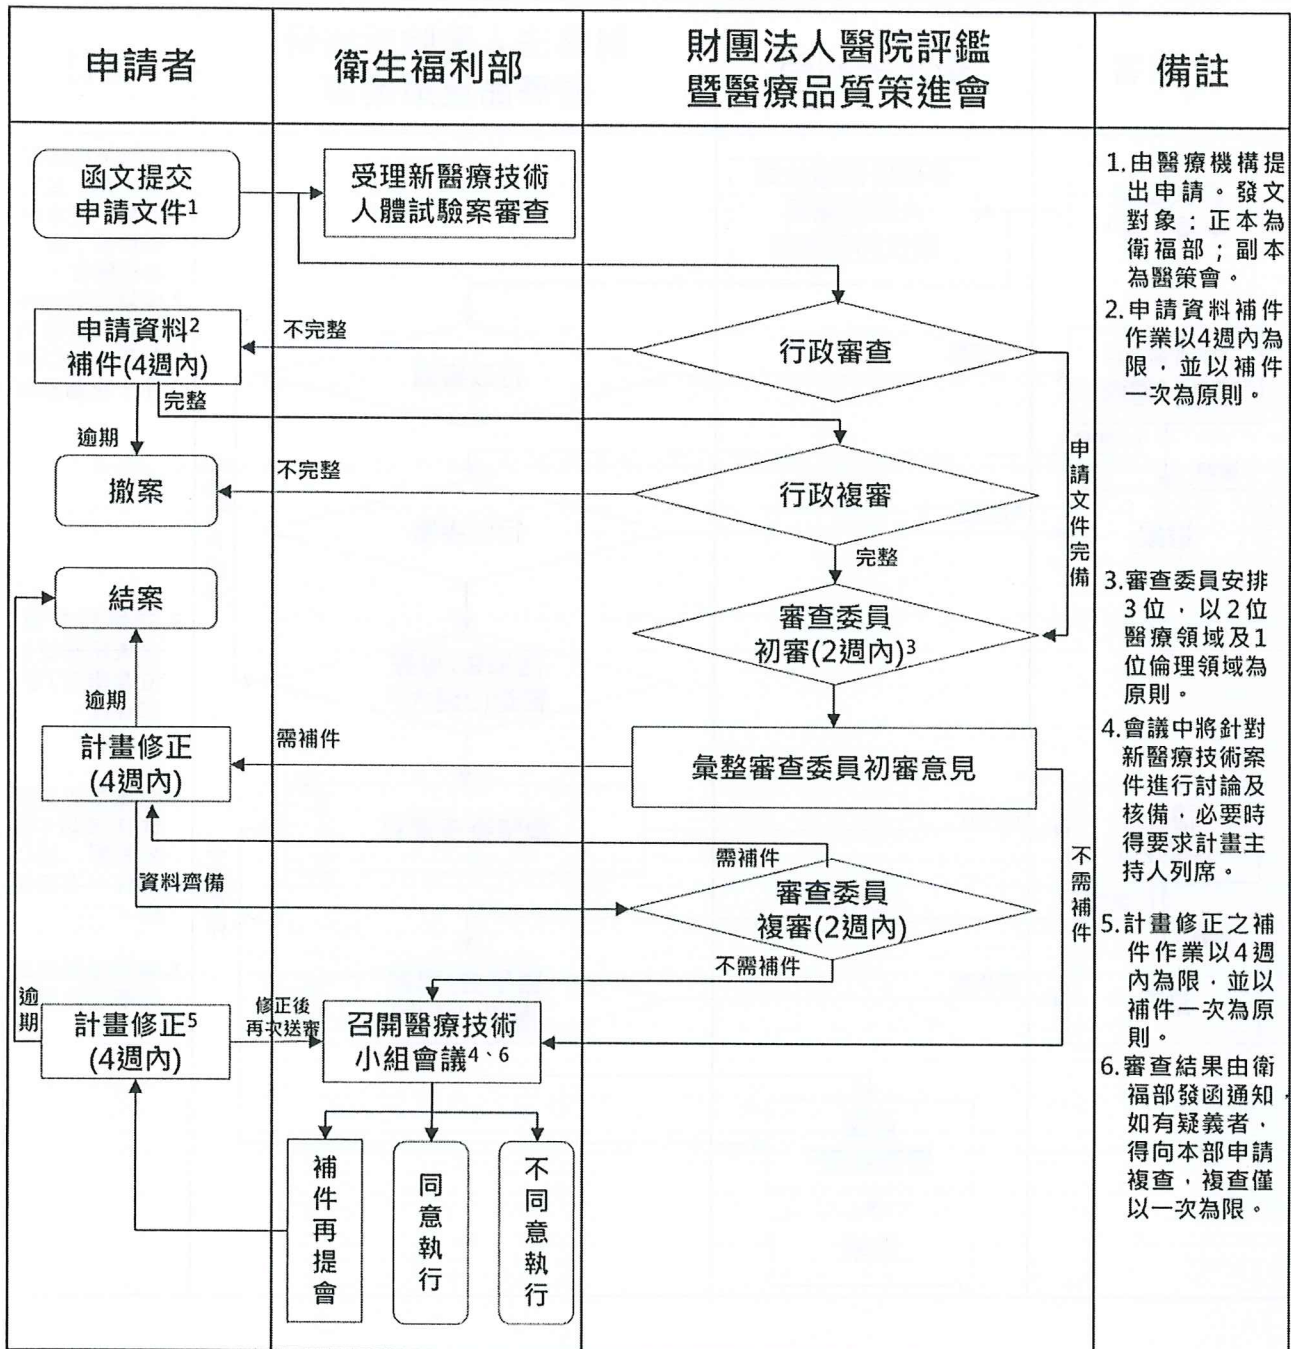 申請者
衛生福利部
財團法人醫院評鑑
暨醫療品質策進會
備註
函文提交
申請文件1
受理新醫療技術
人體試驗案審查
行政審查
不完整
申請資料2
補件(4週內)
完整
逾期
撤案
不完整
行政複審
申請文件完備
完整
結案
審查委員
初審(2週內)3
逾期
計畫修正
(4週內)
需補件
彙整審查委員初審意見
需補件
不需補件
資料齊備
審查委員
複審(2週內)
不需補件
逾期
計畫修正5
(4週內)
修正後
再次送審
召開醫療技術
小組會議4、6
補件再提會
同意執行
不同意執行
1.由醫療機構提
出申請。發文
對象：正本為
衛福部；副本
為醫策會。
2.申請資料補件
作業以4週內為
限，並以補件
一次為原則。
3.審查委員安排
3位，以2位
醫療領域及1
位倫理領域為
原則。
4.會議中將針對
新醫療技術案
件進行討論及
核備，必要時
得要求計畫主
持人列席。
5.計畫修正之補
件作業以4週
內為限，並以
補件一次為原
則。
6.審查結果由衛
福部發函通知，
如有疑義者，
得向本部申請
複查，複查僅
以一次為限。